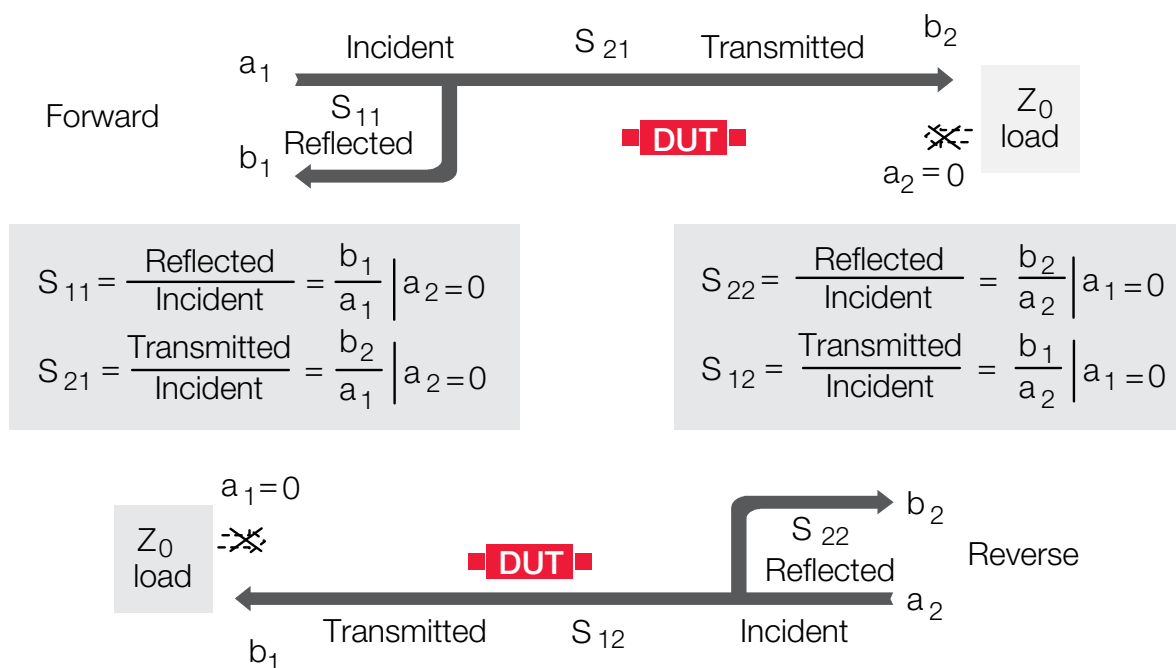 Incident S21 Transmitted b2
a1
Forward
S11
Reflected
b1
DUT
Z0
load
a2 = 0
S11 = Reflected / Incident = b1 / a1 | a2 = 0
S21 = Transmitted / Incident = b2 / a1 | a2 = 0
S22 = Reflected / Incident = b2 / a2 | a1 = 0
S12 = Transmitted / Incident = b1 / a2 | a1 = 0
a1 = 0
Z0
load
DUT
b2
S22
Reflected
Reverse
a2
b1
Transmitted S12 Incident